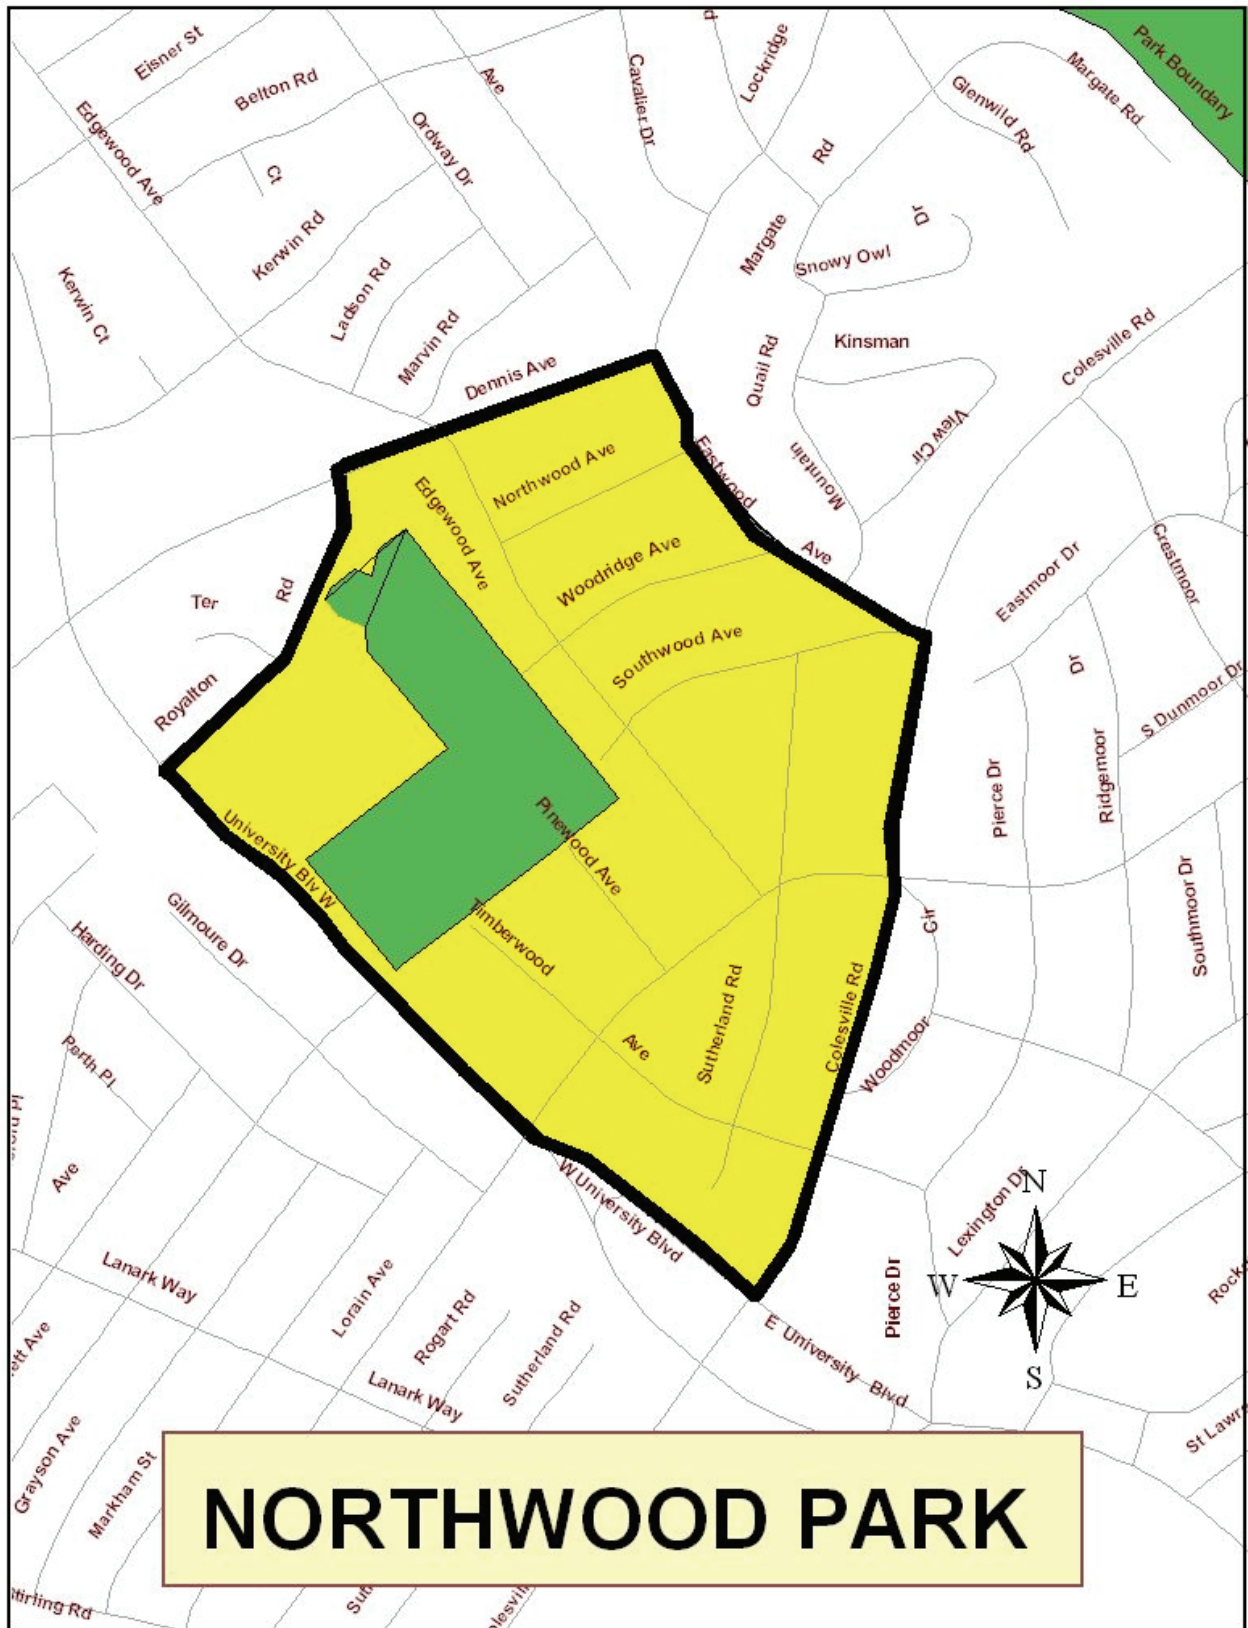 Eisner St
Belton Rd
Edgewood Ave
Ct
Ordway Dr
Ave
Cavalier Dr
Lockridge
Rd
Glenwild Rd
Margate Rd
Park Boundary
Kerwin Rd
Ladson Rd
Kerwin Ct
Marvin Rd
Margate
Dr
Snowy Owl
Kinsman
Quail Rd
Colesville Rd
View Cir
Mountain
Dennis Ave
Eastwood
Ave
Northwood Ave
Edgewood Ave
Woodridge Ave
Southwood Ave
Ter
Rd
Royalton
Eastmoor Dr
Crestmoor
Dr
S Dunmoor Dr
Ridgemoor
Pierce Dr
Southmoor Dr
University Blv W
Pinewood Ave
Timberwood
Ave
Sutherland Rd
Colesville Rd
Cir
Woodmoor
Gilmoure Dr
Harding Dr
Perth Pl
Ave
W University Blvd
Lanark Way
Lorain Ave
Rogart Rd
Sutherland Rd
Lanark Way
E University Blvd
Pierce Dr
Lexington Dr
N
W
E
S
ett Ave
Grayson Ave
Markham St
St Lawr
NORTHWOOD PARK